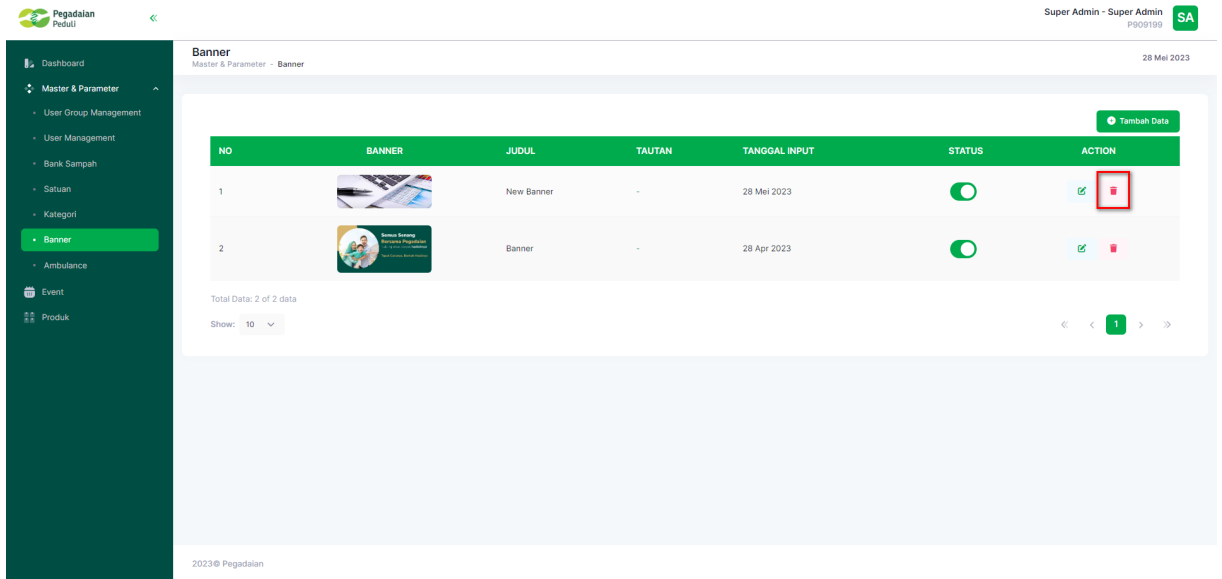 Pegadaian
Peduli
«
Super Admin - Super Admin
P909199
SA
Dashboard
Master & Parameter
User Group Management
User Management
Bank Sampah
Satuan
Kategori
Banner
Ambulance
Event
Produk
Banner
Master & Parameter - Banner
28 Mei 2023
Tambah Data
NO BANNER JUDUL TAUTAN TANGGAL INPUT STATUS ACTION
1 New Banner - 28 Mei 2023
Semua Senang
Bersama Pegadaian
2 Banner - 28 Apr 2023
Total Data: 2 of 2 data
Show: 10
« < 1 > »
2023© Pegadaian